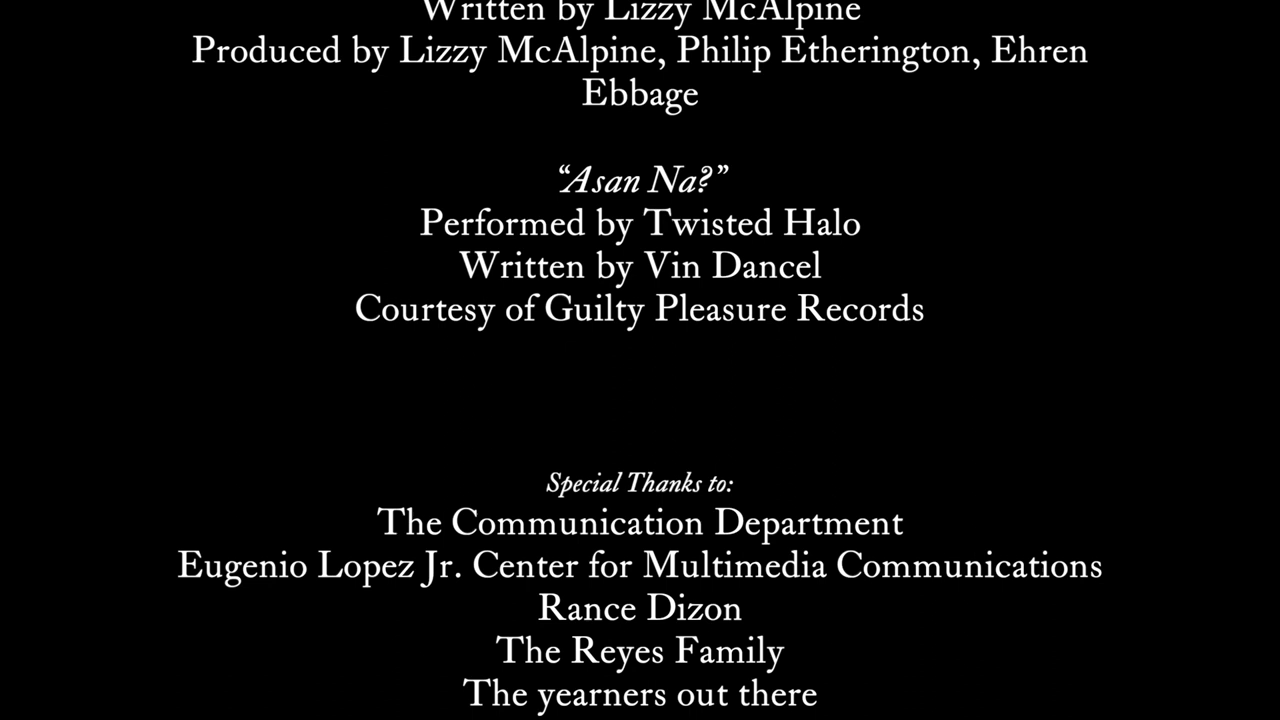 Written by Lizzy McAlpine
Produced by Lizzy McAlpine, Philip Etherington, Ehren
Ebbage
“Asan Na?”
Performed by Twisted Halo
Written by Vin Dancel
Courtesy of Guilty Pleasure Records
Special Thanks to:
The Communication Department
Eugenio Lopez Jr. Center for Multimedia Communications
Rance Dizon
The Reyes Family
The yearners out there